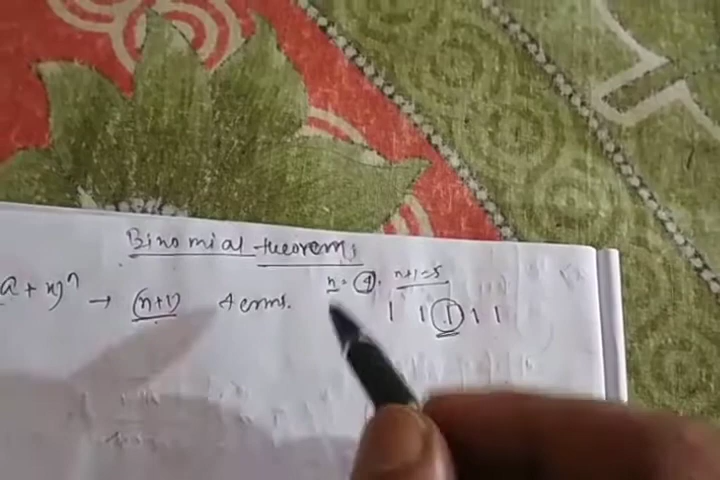 Binomial theorem,
a + x)ⁿ → (n+1) terms. n = 4, n+1 = 5
1 1 1 1 1